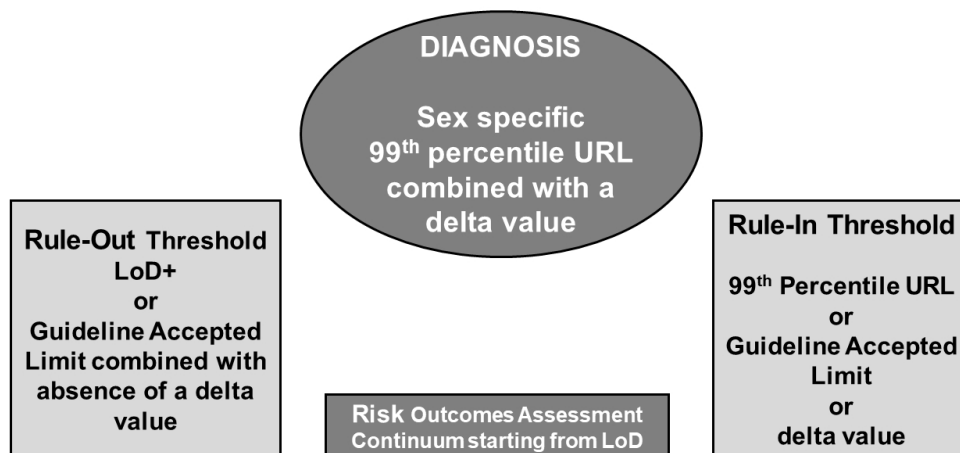 DIAGNOSIS
Sex specific
99th percentile URL
combined with a
delta value
Rule-Out Threshold
LoD+
or
Guideline Accepted
Limit combined with
absence of a delta
value
Rule-In Threshold
99th Percentile URL
or
Guideline Accepted
Limit
or
delta value
Risk Outcomes Assessment
Continuum starting from LoD